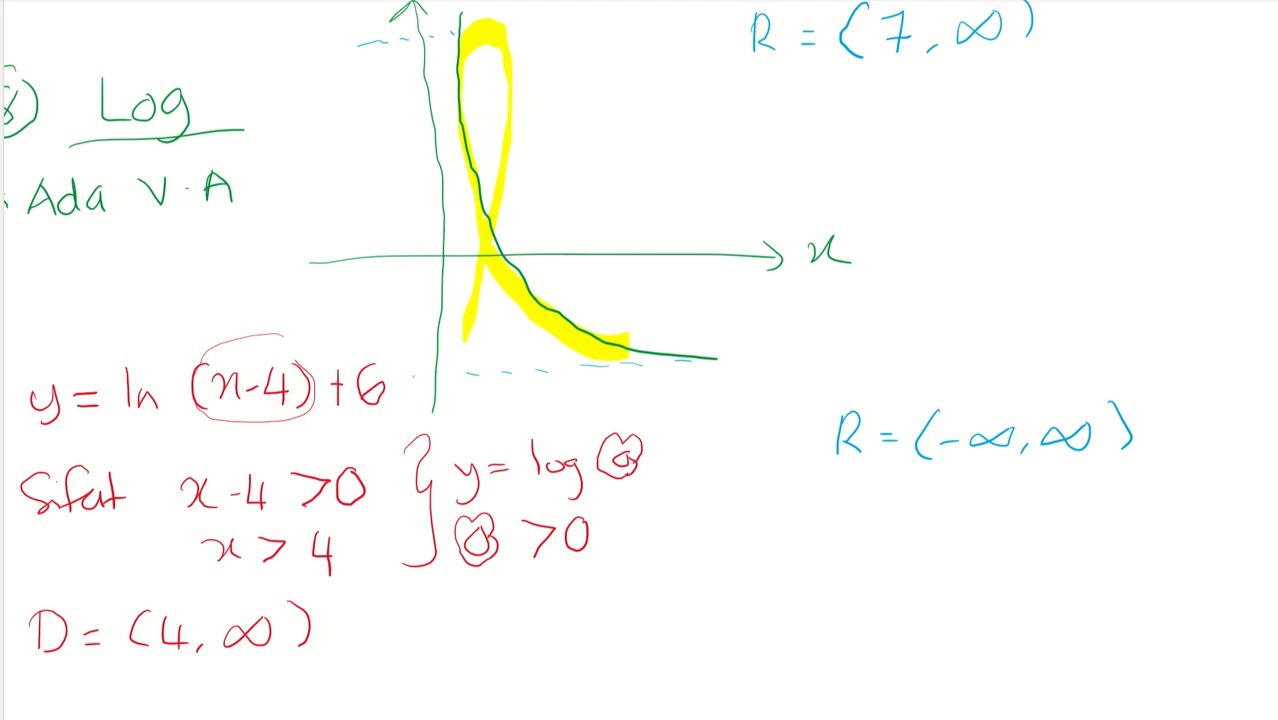 R = (7, ∞)
8) Log
Ada V.A
x
y = ln (x-4) + 6
R = (-∞, ∞)
Sifat x-4 >0
x > 4
y = log
>0
D = (4, ∞)